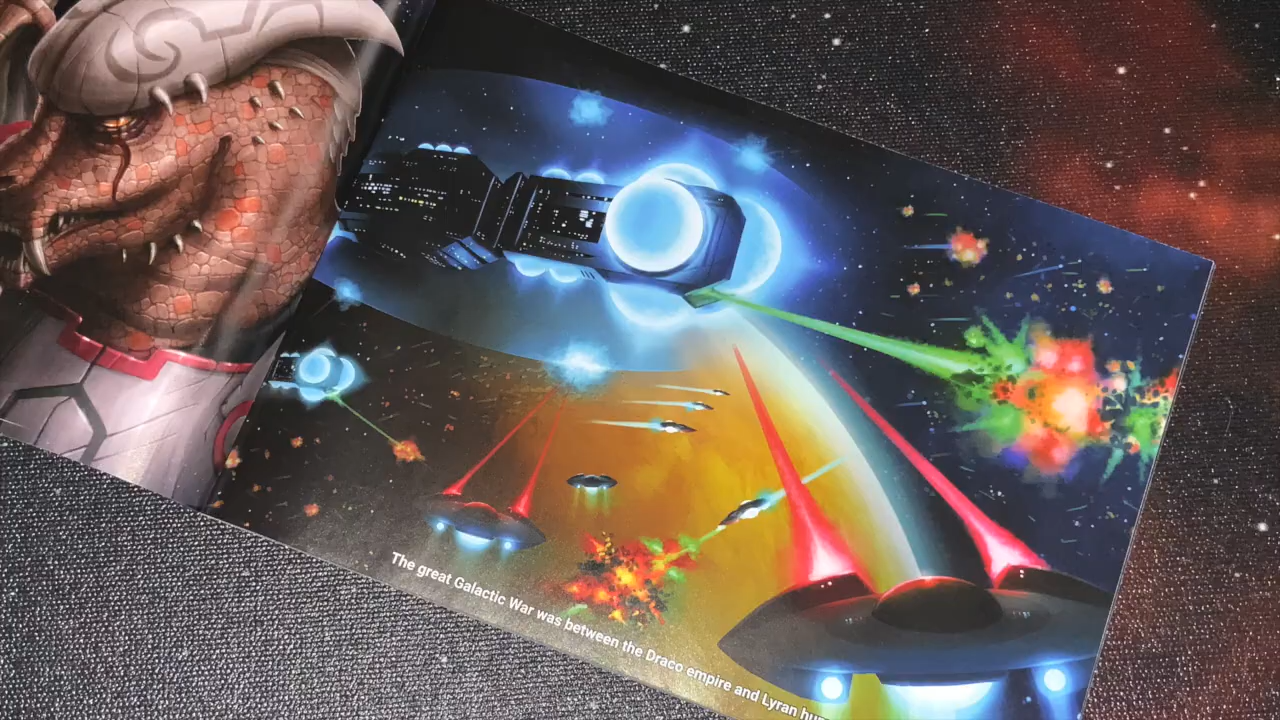 The great Galactic War was between the Draco empire and Lyran